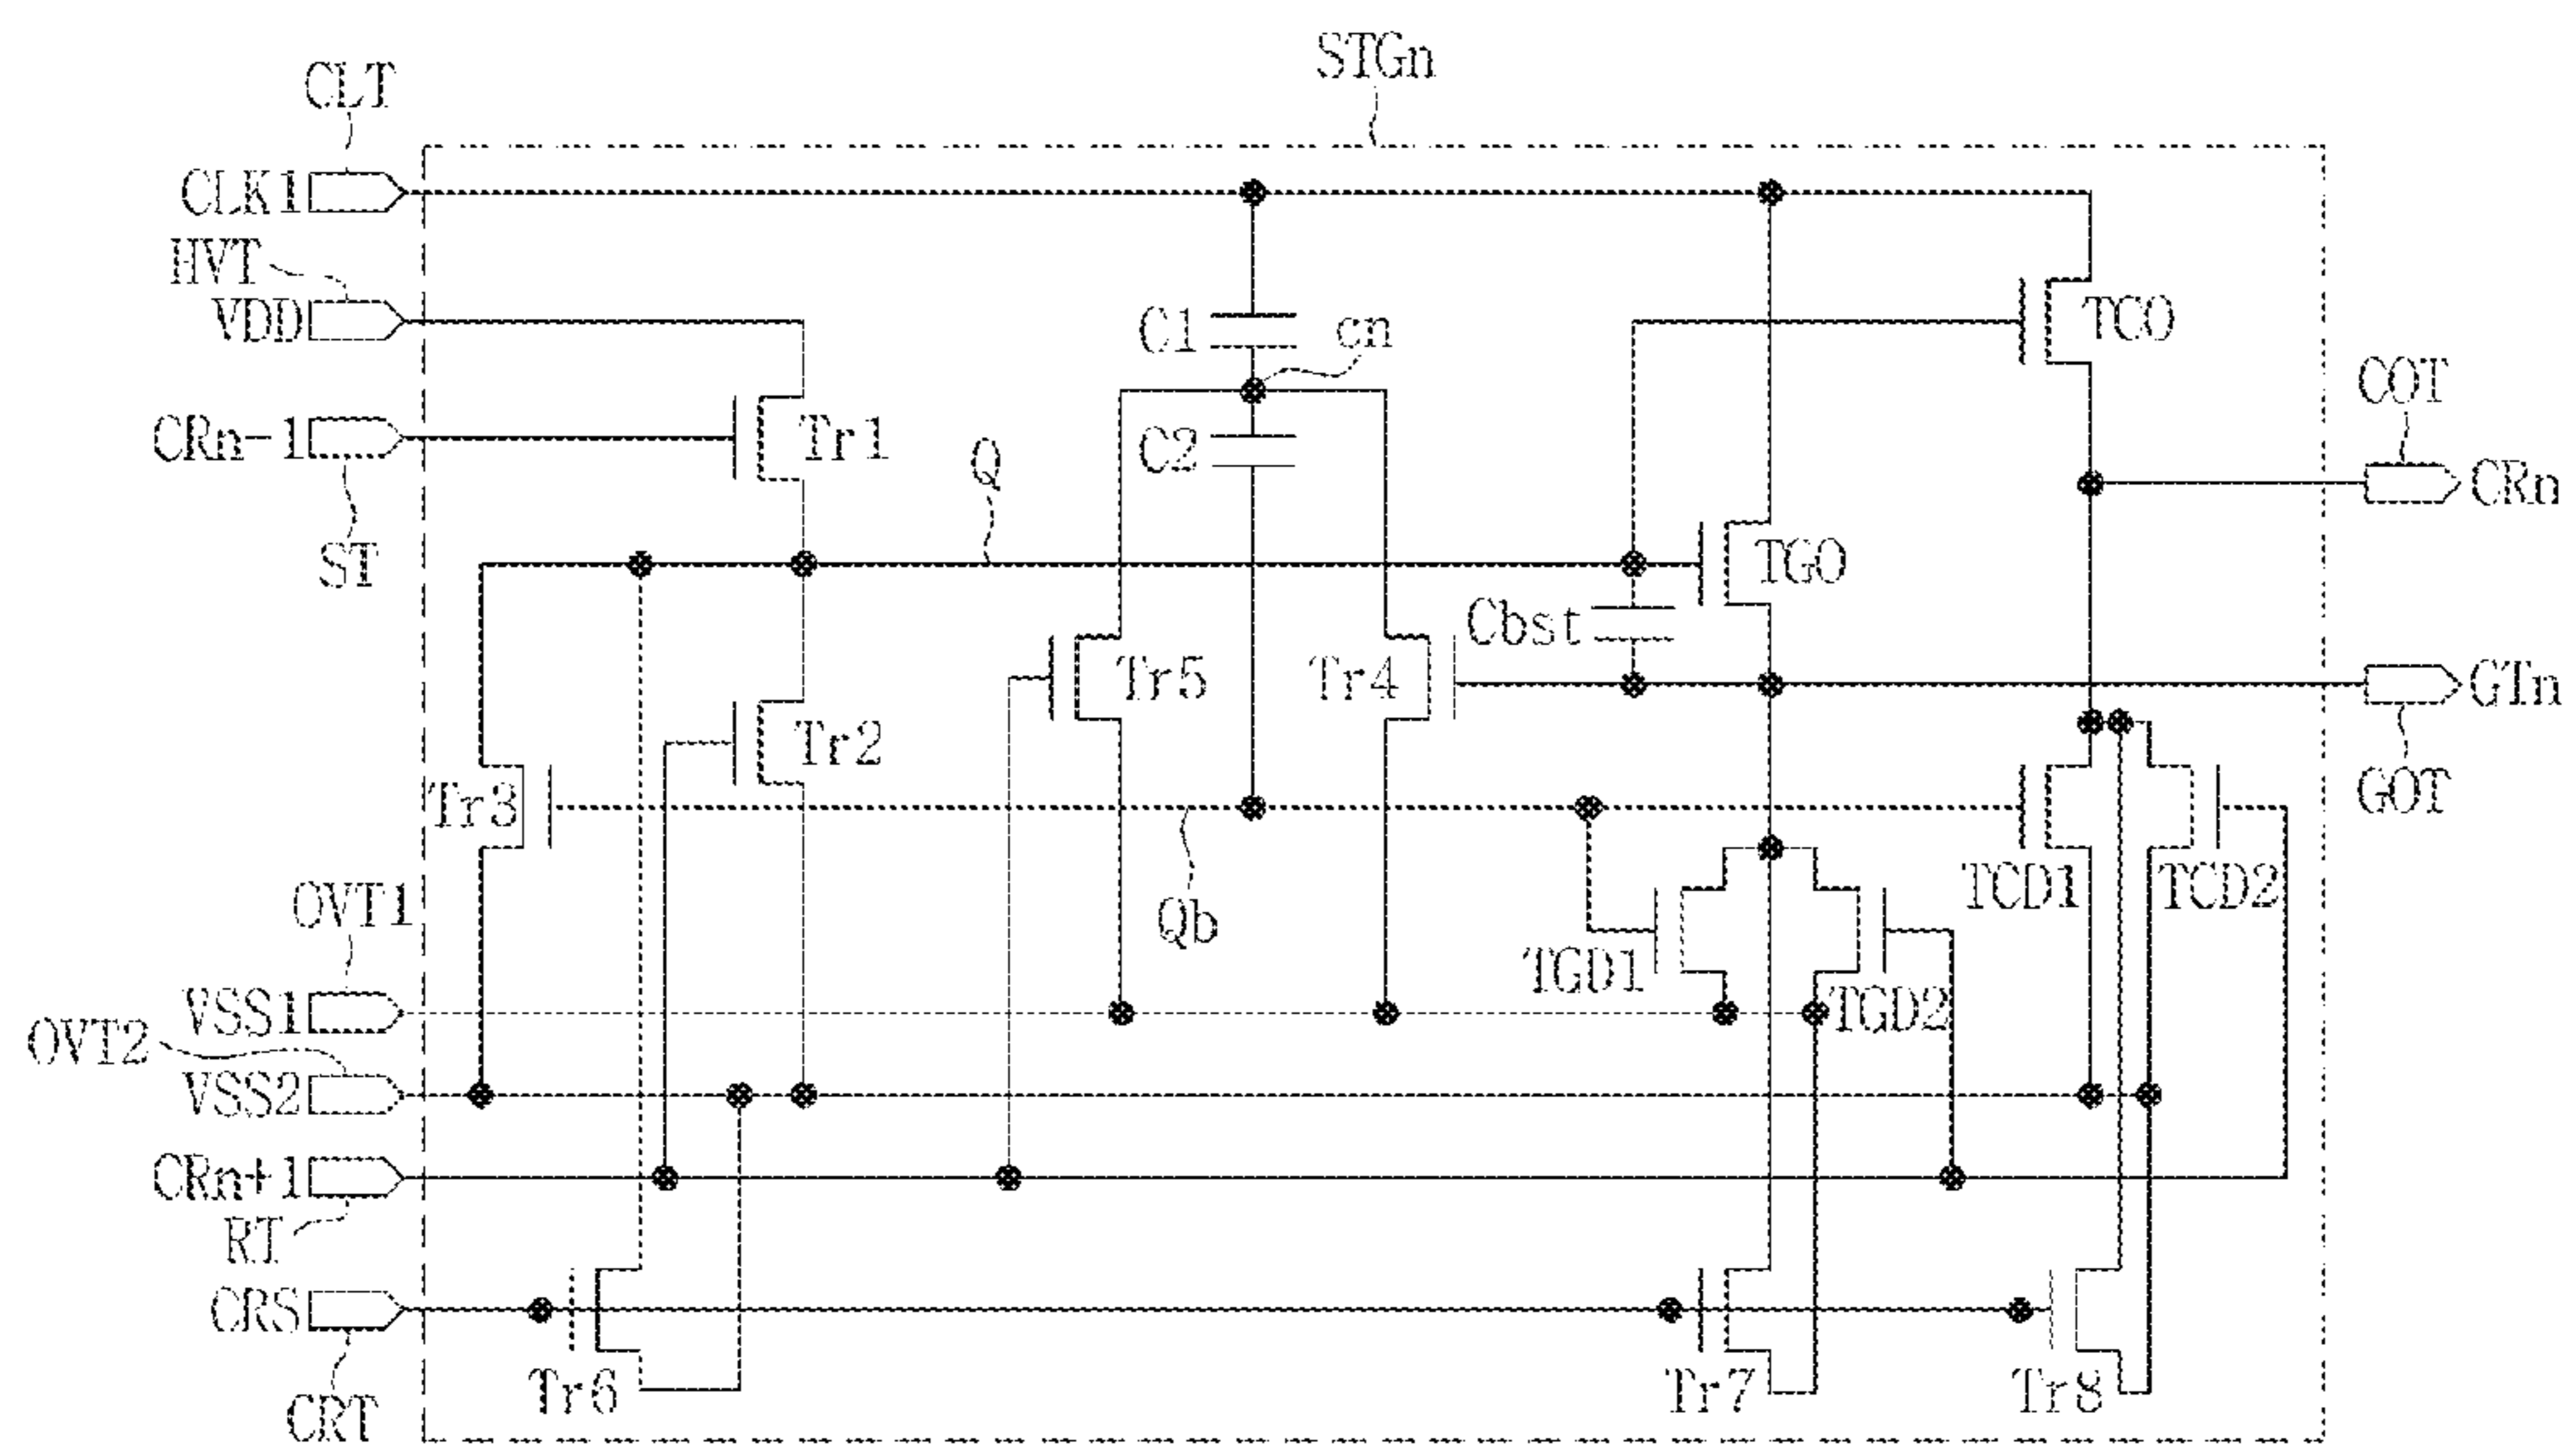 STGn
CLT
CLK1
HVT
VDD
C1
cn
TCO
COT
CRn-1
Tr1
Q
C2
CRn
ST
TGO
Cbst
Tr5
Tr4
GTn
Tr2
Tr3
GOT
OVT1
Qb
TCD1
TCD2
TGD1
VSS1
TGD2
OVT2
VSS2
CRn+1
RT
CRS
Tr6
Tr7
Tr8
CRT